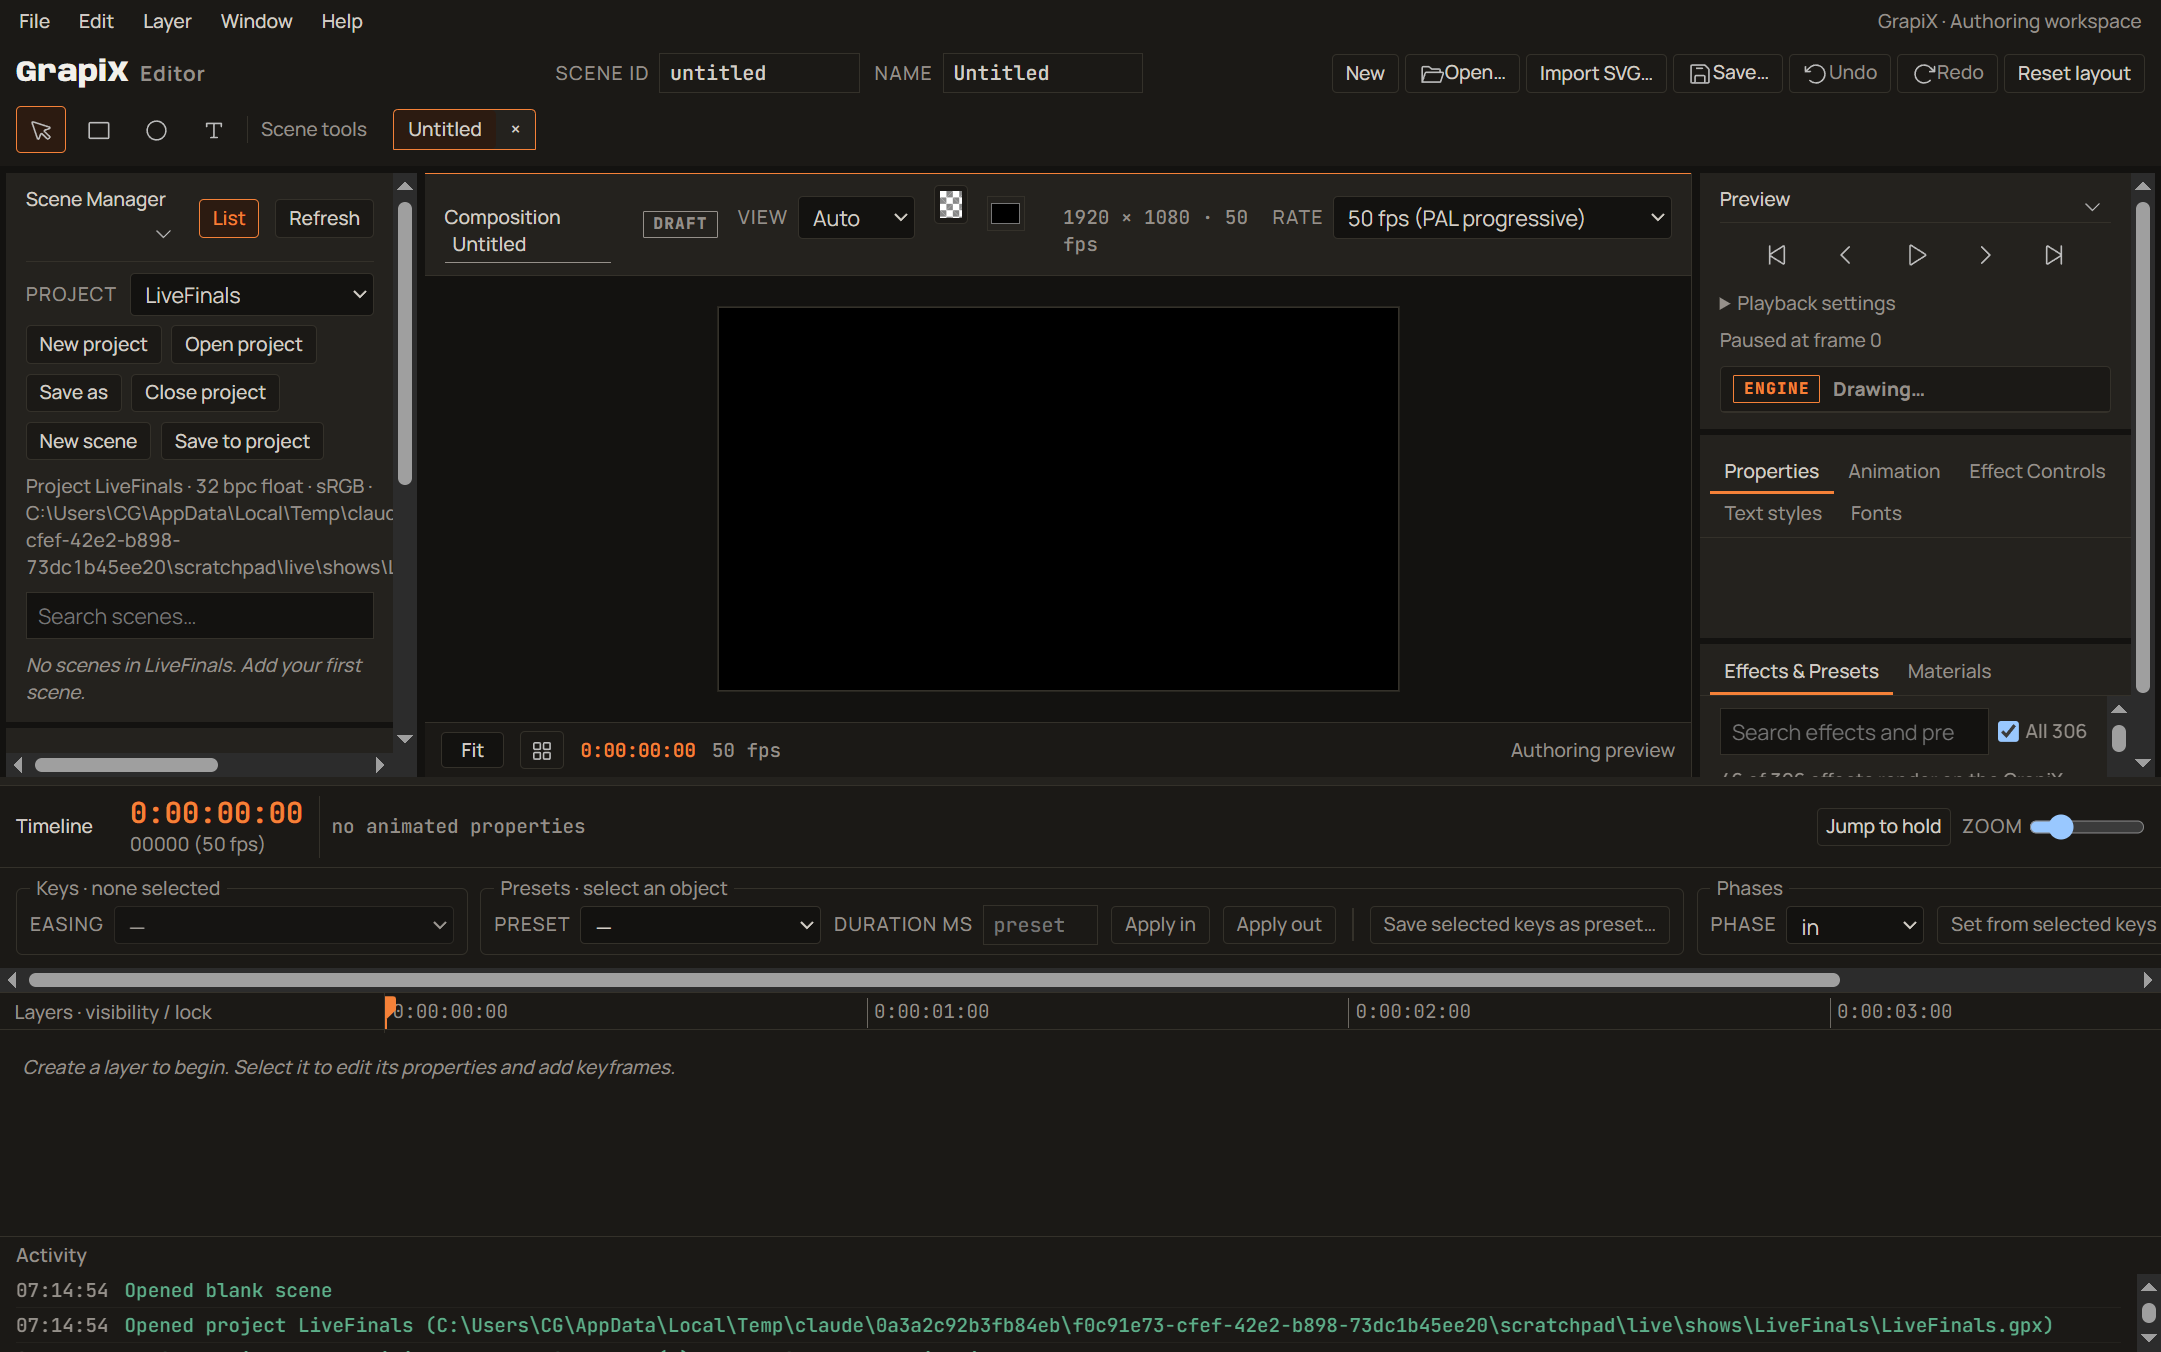 File Edit Layer Window Help
GrapiX · Authoring workspace
GrapiX Editor
SCENE ID untitled NAME Untitled
New Open... Import SVG... Save... Undo Redo Reset layout
Scene tools Untitled ×
Scene Manager
List Refresh
PROJECT LiveFinals
New project Open project
Save as Close project
New scene Save to project
Project LiveFinals · 32 bpc float · sRGB ·
C:\Users\CG\AppData\Local\Temp\claud
cfef-42e2-b898-
73dc1b45ee20\scratchpad\live\shows\L
Search scenes...
No scenes in LiveFinals. Add your first
scene.
Composition
Untitled
DRAFT VIEW Auto
1920 × 1080 · 50
fps
RATE 50 fps (PAL progressive)
Fit 0:00:00:00 50 fps
Authoring preview
Preview
Playback settings
Paused at frame 0
ENGINE Drawing...
Properties Animation Effect Controls
Text styles Fonts
Effects & Presets Materials
Search effects and pre All 306
Timeline
0:00:00:00
00000 (50 fps)
no animated properties
Jump to hold ZOOM
Keys · none selected
EASING —
Presets · select an object
PRESET — DURATION MS preset Apply in Apply out Save selected keys as preset...
Phases
PHASE in Set from selected keys
Layers · visibility / lock
0:00:00:00 0:00:01:00 0:00:02:00 0:00:03:00
Create a layer to begin. Select it to edit its properties and add keyframes.
Activity
07:14:54 Opened blank scene
07:14:54 Opened project LiveFinals (C:\Users\CG\AppData\Local\Temp\claude\0a3a2c92b3fb84eb\f0c91e73-cfef-42e2-b898-73dc1b45ee20\scratchpad\live\shows\LiveFinals\LiveFinals.gpx)